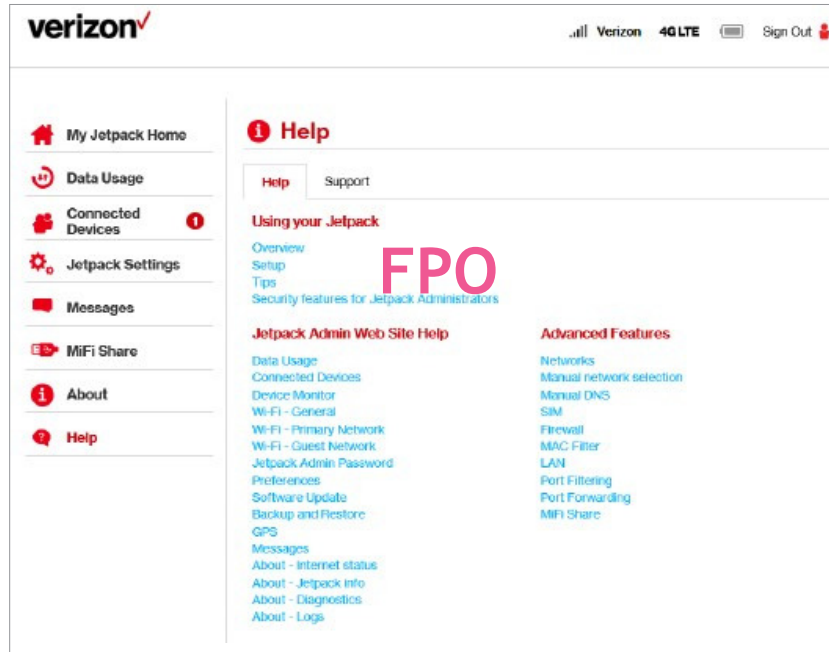 verizon
Verizon 4G LTE Sign Out
My Jetpack Home
Data Usage
Connected
Devices
1
Jetpack Settings
Messages
MiFi Share
About
Help
Help
Help Support
Using your Jetpack
Overview
Setup
Tips
Security features for Jetpack Administrators
FPO
Jetpack Admin Web Site Help
Data Usage
Connected Devices
Device Monitor
Wi-Fi - General
Wi-Fi - Primary Network
Wi-Fi - Guest Network
Jetpack Admin Password
Preferences
Software Update
Backup and Restore
GPS
Messages
About - Internet status
About - Jetpack info
About - Diagnostics
About - Logs
Advanced Features
Networks
Manual network selection
Manual DNS
SIM
Firewall
MAC Filter
LAN
Port Filtering
Port Forwarding
MiFi Share